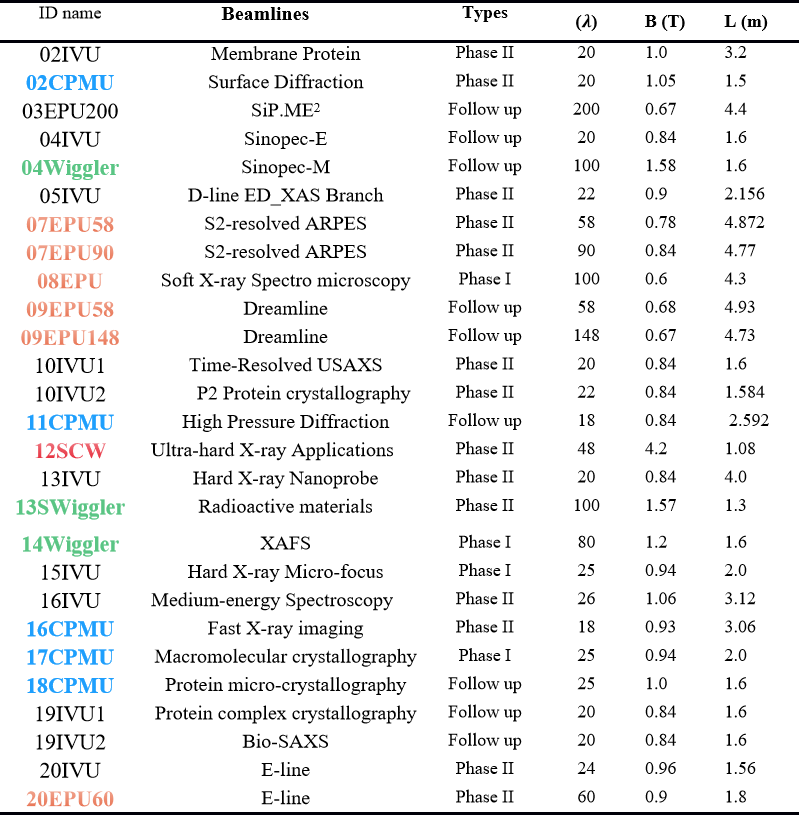 ID name Beamlines Types (λ) B (T) L (m)
02IVU Membrane Protein Phase II 20 1.0 3.2
02CPMU Surface Diffraction Phase II 20 1.05 1.5
03EPU200 SiP.ME² Follow up 200 0.67 4.4
04IVU Sinopec-E Follow up 20 0.84 1.6
04Wiggler Sinopec-M Follow up 100 1.58 1.6
05IVU D-line ED_XAS Branch Phase II 22 0.9 2.156
07EPU58 S2-resolved ARPES Phase II 58 0.78 4.872
07EPU90 S2-resolved ARPES Phase II 90 0.84 4.77
08EPU Soft X-ray Spectro microscopy Phase I 100 0.6 4.3
09EPU58 Dreamline Follow up 58 0.68 4.93
09EPU148 Dreamline Follow up 148 0.67 4.73
10IVU1 Time-Resolved USAXS Phase II 20 0.84 1.6
10IVU2 P2 Protein crystallography Phase II 22 0.84 1.584
11CPMU High Pressure Diffraction Follow up 18 0.84 2.592
12SCW Ultra-hard X-ray Applications Phase II 48 4.2 1.08
13IVU Hard X-ray Nanoprobe Phase II 20 0.84 4.0
13SWiggler Radioactive materials Phase II 100 1.57 1.3
14Wiggler XAFS Phase I 80 1.2 1.6
15IVU Hard X-ray Micro-focus Phase I 25 0.94 2.0
16IVU Medium-energy Spectroscopy Phase II 26 1.06 3.12
16CPMU Fast X-ray imaging Phase II 18 0.93 3.06
17CPMU Macromolecular crystallography Phase I 25 0.94 2.0
18CPMU Protein micro-crystallography Follow up 25 1.0 1.6
19IVU1 Protein complex crystallography Follow up 20 0.84 1.6
19IVU2 Bio-SAXS Follow up 20 0.84 1.6
20IVU E-line Phase II 24 0.96 1.56
20EPU60 E-line Phase II 60 0.9 1.8